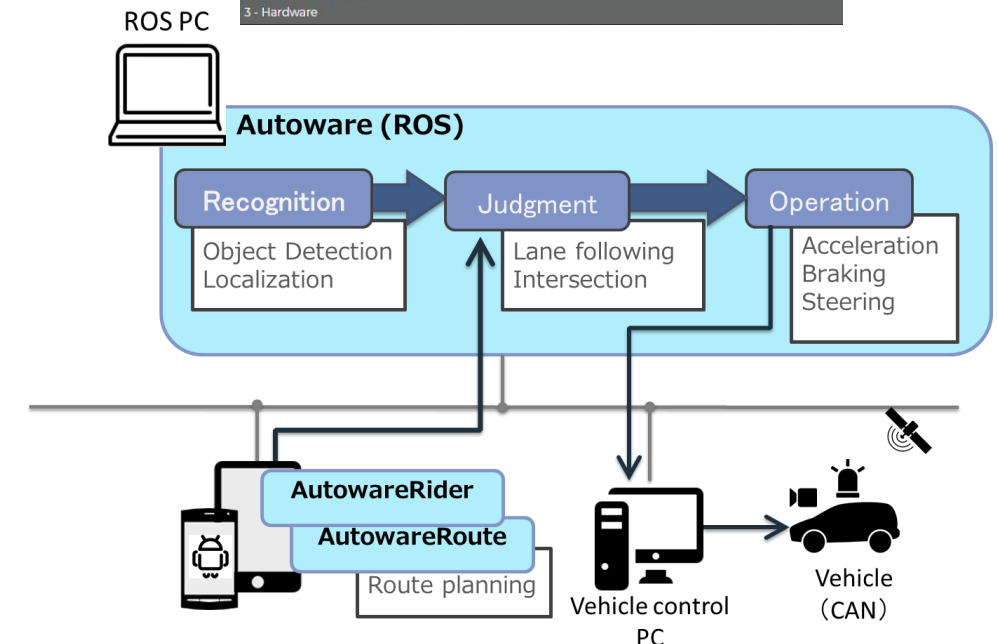 3 - Hardware
ROS PC
Autoware (ROS)
Recognition
Object Detection
Localization
Judgment
Lane following
Intersection
Operation
Acceleration
Braking
Steering
AutowareRider
AutowareRoute
Route planning
Vehicle control
PC
Vehicle
（CAN）